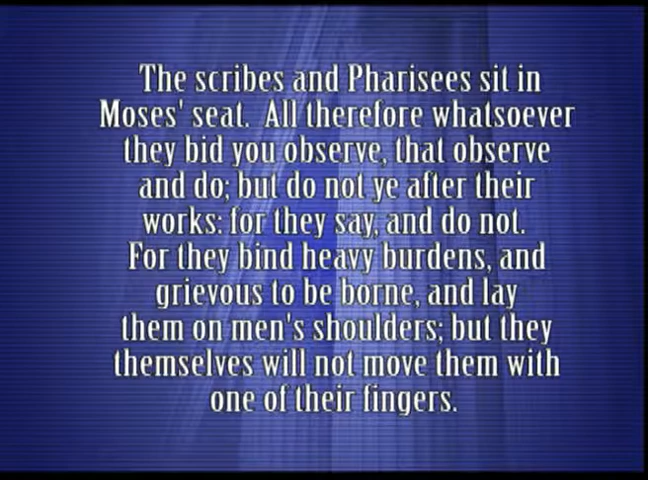 The scribes and Pharisees sit in
Moses' seat. All therefore whatsoever
they bid you observe, that observe
and do; but do not ye after their
works: for they say, and do not.
For they bind heavy burdens, and
grievous to be borne, and lay
them on men's shoulders; but they
themselves will not move them with
one of their fingers.